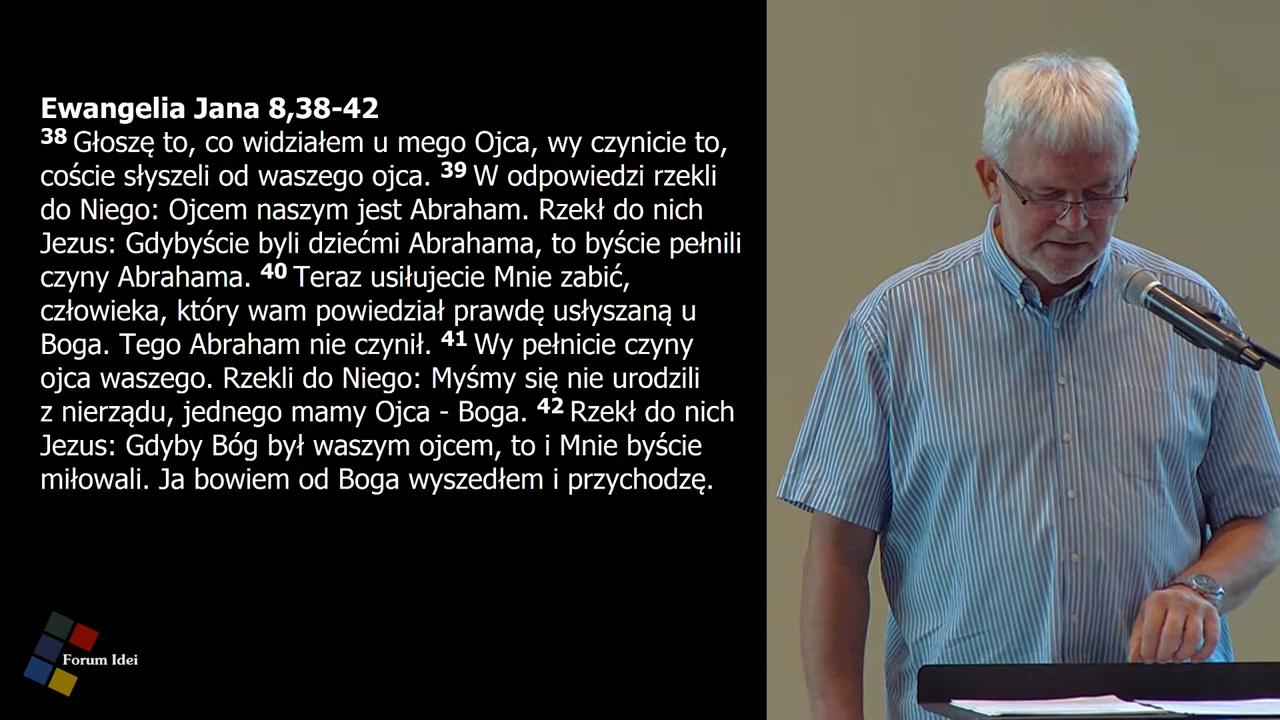 Ewangelia Jana 8,38-42
38 Głoszę to, co widziałem u mego Ojca, wy czynicie to,
coście słyszeli od waszego ojca. 39 W odpowiedzi rzekli
do Niego: Ojcem naszym jest Abraham. Rzekł do nich
Jezus: Gdybyście byli dziećmi Abrahama, to byście pełnili
czyny Abrahama. 40 Teraz usiłujecie Mnie zabić,
człowieka, który wam powiedział prawdę usłyszaną u
Boga. Tego Abraham nie czynił. 41 Wy pełnicie czyny
ojca waszego. Rzekli do Niego: Myśmy się nie urodzili
z nierządu, jednego mamy Ojca - Boga. 42 Rzekł do nich
Jezus: Gdyby Bóg był waszym ojcem, to i Mnie byście
miłowali. Ja bowiem od Boga wyszedłem i przychodzę.
Forum Idei